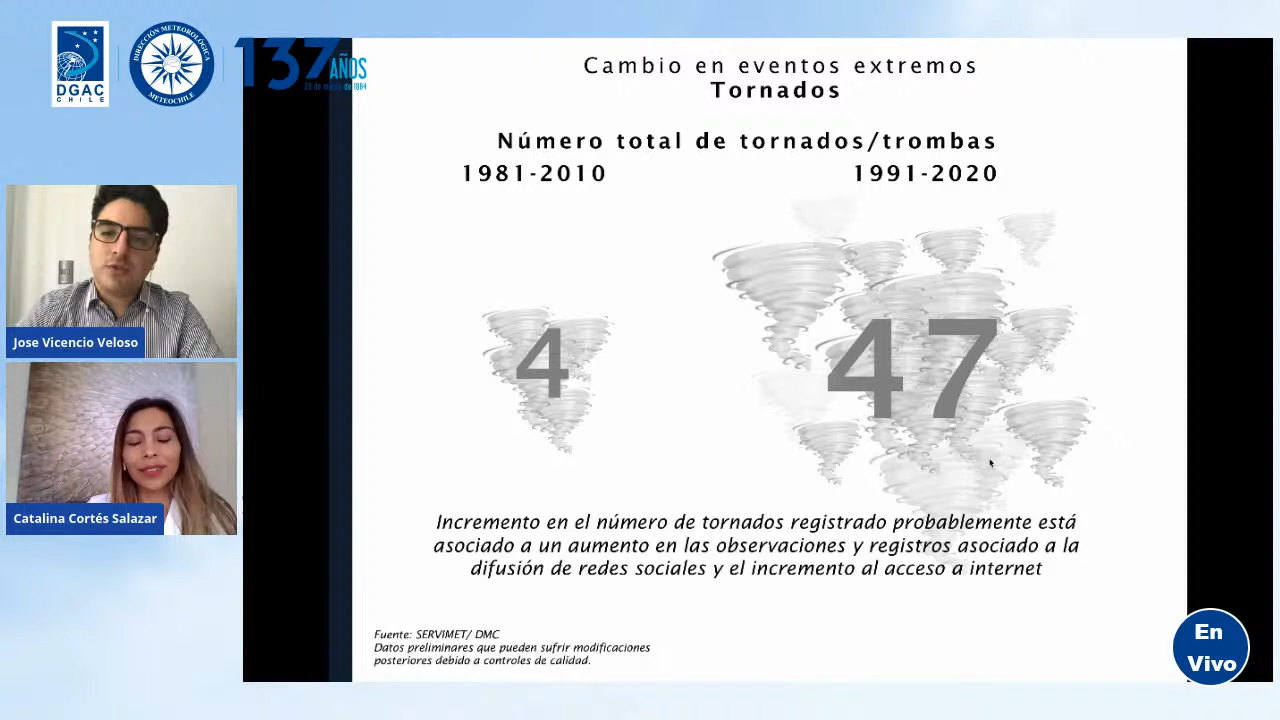 DGAC
CHILE
DIRECCIÓN METEOROLÓGICA
METEOCHILE
137 AÑOS
Cambio en eventos extremos
Tornados
Número total de tornados/trombas
1981-2010 1991-2020
4 47
Jose Vicencio Veloso
Catalina Cortés Salazar
Incremento en el número de tornados registrado probablemente está
asociado a un aumento en las observaciones y registros asociado a la
difusión de redes sociales y el incremento al acceso a internet
Fuente: SERVIMET/ DMC
Datos preliminares que pueden sufrir modificaciones
posteriores debido a controles de calidad.
En
Vivo